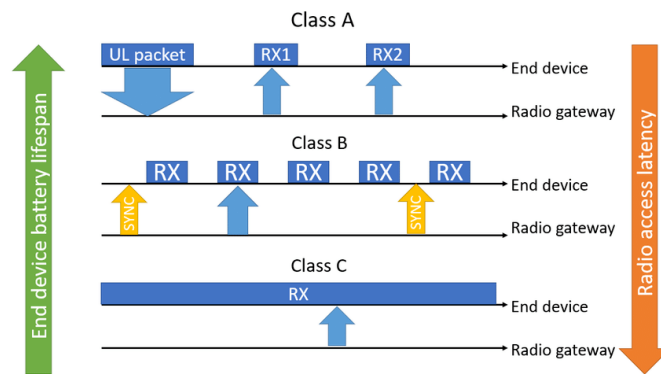 Class A
UL packet RX1 RX2
End device
Radio gateway
Class B
RX RX RX RX RX
End device
SYNC SYNC
Radio gateway
Class C
RX
End device
Radio gateway
End device battery lifespan
Radio access latency